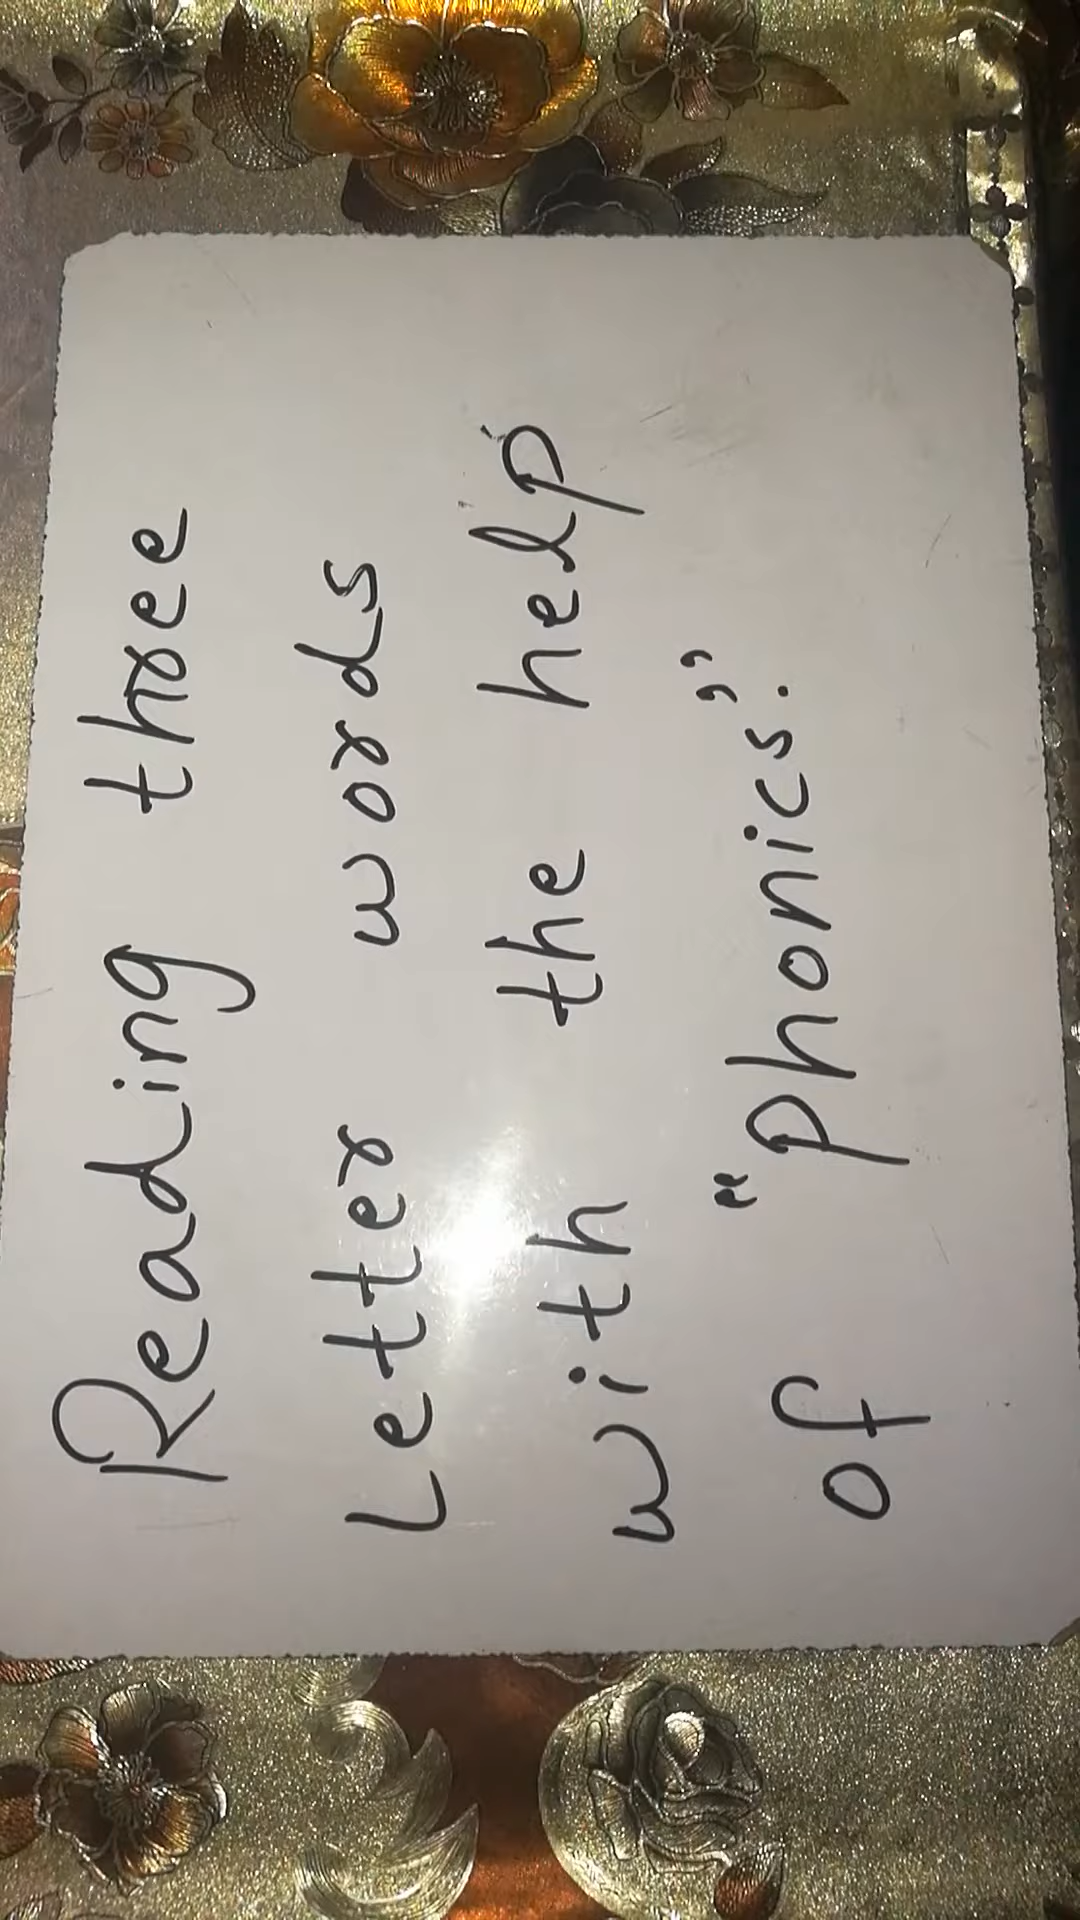 Reading three
Letter words
with the help
of "phonics".